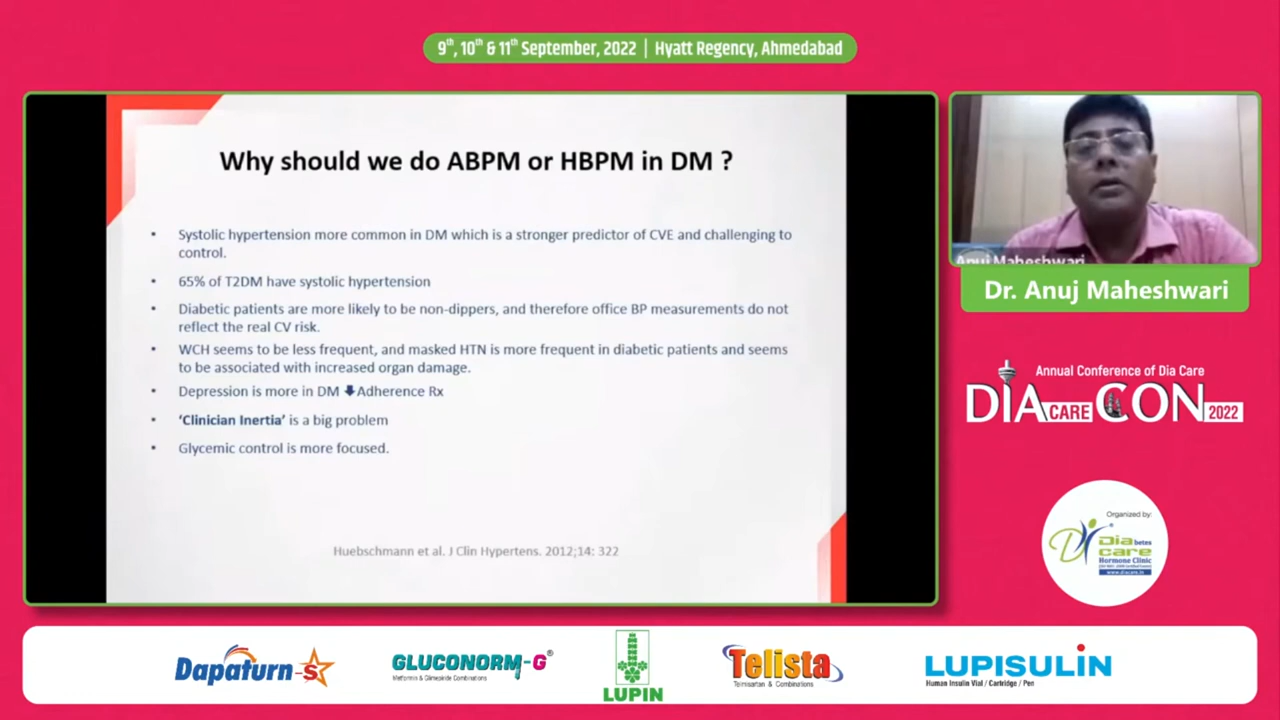 9th, 10th & 11th September, 2022 | Hyatt Regency, Ahmedabad
Why should we do ABPM or HBPM in DM ?
• Systolic hypertension more common in DM which is a stronger predictor of CVE and challenging to
control.
• 65% of T2DM have systolic hypertension
• Diabetic patients are more likely to be non-dippers, and therefore office BP measurements do not
reflect the real CV risk.
• WCH seems to be less frequent, and masked HTN is more frequent in diabetic patients and seems
to be associated with increased organ damage.
• Depression is more in DM ⬇Adherence Rx
• ‘Clinician Inertia’ is a big problem
• Glycemic control is more focused.
Huebschmann et al. J Clin Hypertens. 2012;14: 322
Anuj Maheshwari
Dr. Anuj Maheshwari
Annual Conference of Dia Care
DIA CARE CON 2022
Organized by:
Diabetes
care
Hormone Clinic
www.diacare.in
Dapaturn-S
GLUCONORM-G®
Metformin & Glimepiride Combinations
LUPIN
Telista
Telmisartan & Combinations
LUPISULIN
Human Insulin Vial / Cartridge / Pen